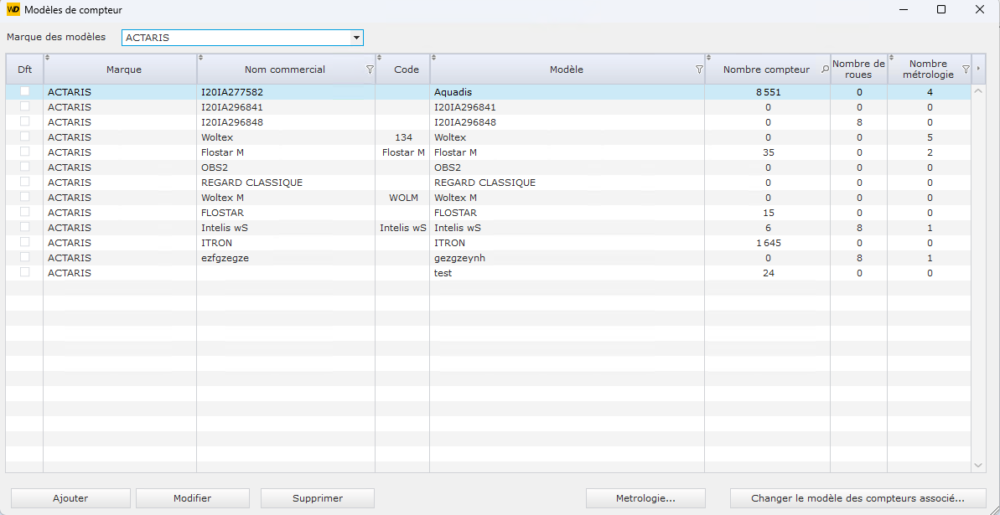 WD Modèles de compteur
Marque des modèles ACTARIS
Dft Marque Nom commercial Code Modèle Nombre compteur Nombre de roues Nombre métrologie
ACTARIS I20IA277582 Aquadis 8 551 0 4
ACTARIS I20IA296841 I20IA296841 0 0 0
ACTARIS I20IA296848 I20IA296848 0 8 0
ACTARIS Woltex 134 Woltex 0 0 5
ACTARIS Flostar M Flostar M Flostar M 35 0 2
ACTARIS OBS2 OBS2 0 0 0
ACTARIS REGARD CLASSIQUE REGARD CLASSIQUE 0 0 0
ACTARIS Woltex M WOLM Woltex M 0 0 0
ACTARIS FLOSTAR FLOSTAR 15 0 0
ACTARIS Intelis wS Intelis wS Intelis wS 6 8 1
ACTARIS ITRON ITRON 1 645 0 0
ACTARIS ezfgzegze gezgzeynh 0 8 1
ACTARIS test 24 0 0
Ajouter Modifier Supprimer Metrologie... Changer le modèle des compteurs associé...